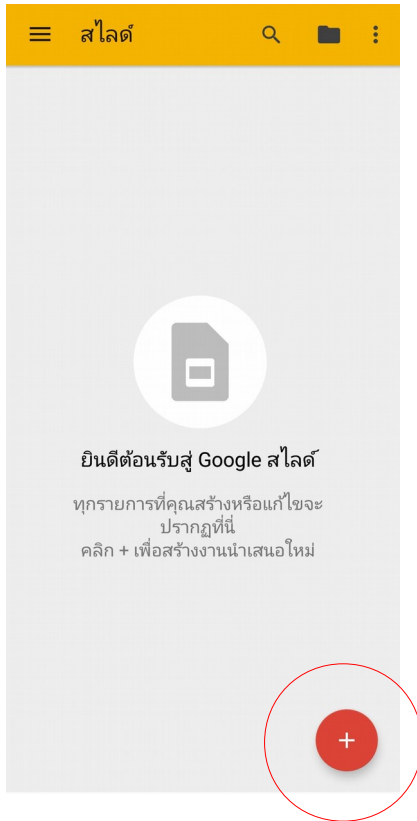 สไลด์
ยินดีต้อนรับสู่ Google สไลด์
ทุกรายการที่คุณสร้างหรือแก้ไขจะ
ปรากฏที่นี่
คลิก + เพื่อสร้างงานนำเสนอใหม่
+